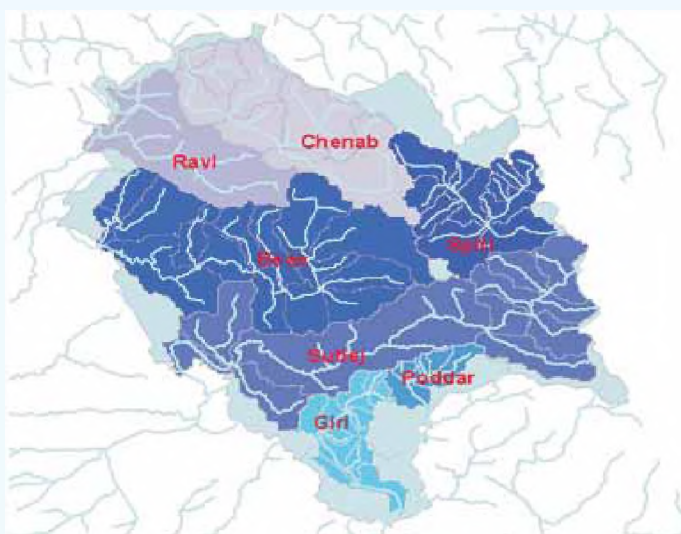 Chenab
Ravi
Spiti
Beas
Sutlej
Poddar
Giri